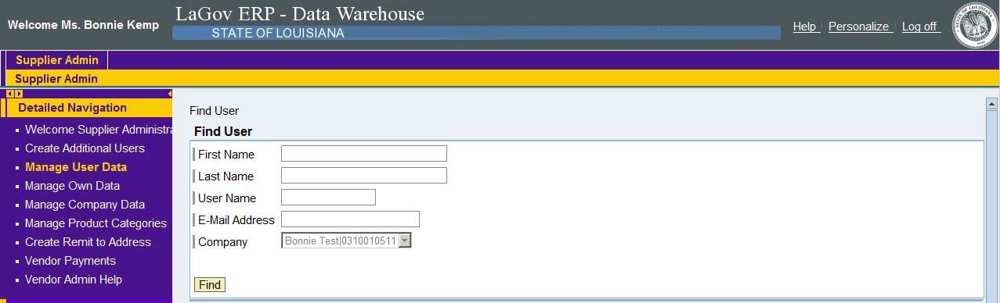 Welcome Ms. Bonnie Kemp
LaGov ERP - Data Warehouse
STATE OF LOUISIANA
Help Personalize Log off
Supplier Admin
Supplier Admin
Detailed Navigation
Welcome Supplier Administra
Create Additional Users
Manage User Data
Manage Own Data
Manage Company Data
Manage Product Categories
Create Remit to Address
Vendor Payments
Vendor Admin Help
Find User
Find User
First Name
Last Name
User Name
E-Mail Address
Company Bonnie Test|0310010511
Find